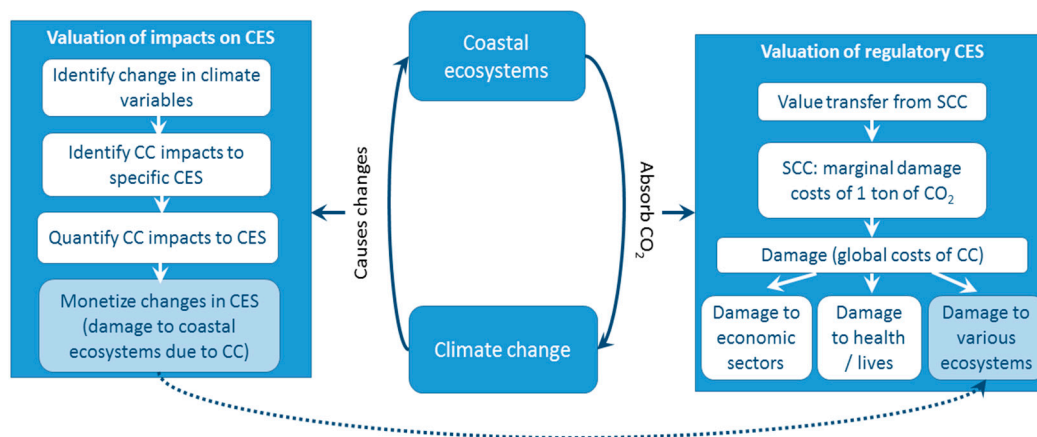 Valuation of impacts on CES
Identify change in climate
variables
Identify CC impacts to
specific CES
Quantify CC impacts to CES
Monetize changes in CES
(damage to coastal
ecosystems due to CC)
Causes changes
Coastal
ecosystems
Climate change
Absorb CO₂
Valuation of regulatory CES
Value transfer from SCC
SCC: marginal damage
costs of 1 ton of CO₂
Damage (global costs of CC)
Damage to
economic
sectors
Damage
to health
/ lives
Damage to
various
ecosystems